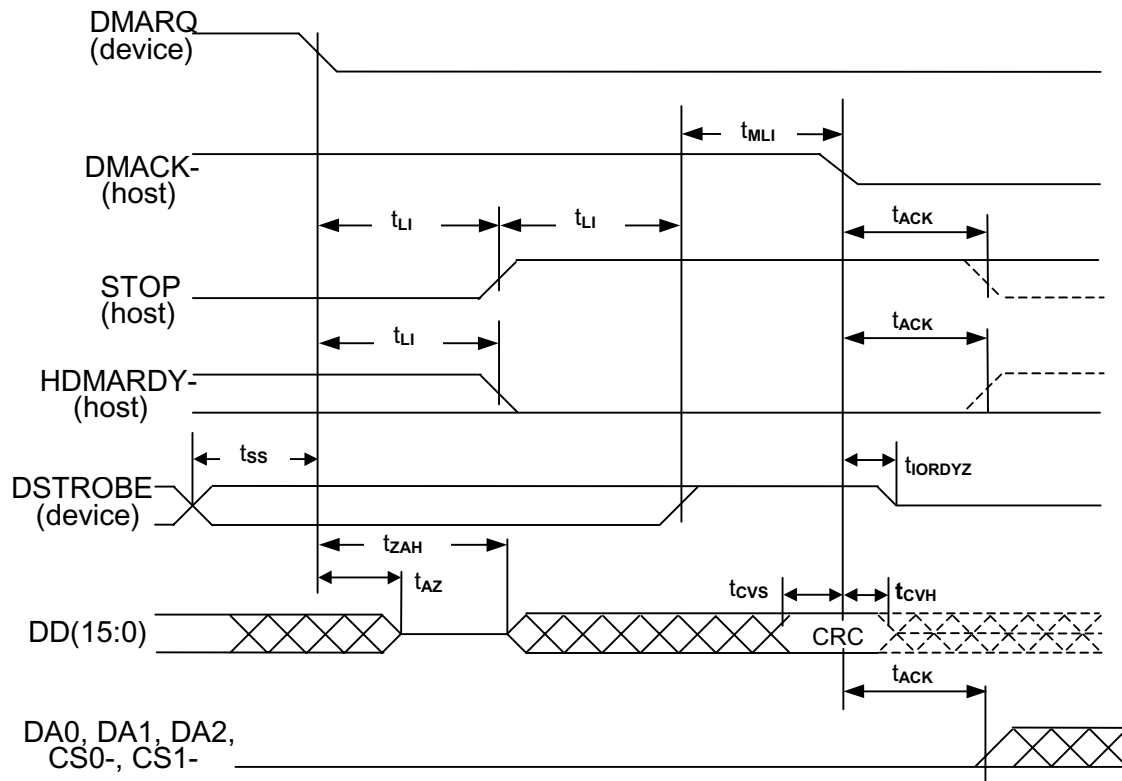 DMARQ
(device)
tMLI
DMACK-
(host)
tLI
tLI
tACK
STOP
(host)
tLI
tACK
HDMARDY-
(host)
tSS
tIORDYZ
DSTROBE
(device)
tZAH
tAZ
tCVS
tCVH
DD(15:0)
CRC
tACK
DA0, DA1, DA2,
CS0-, CS1-